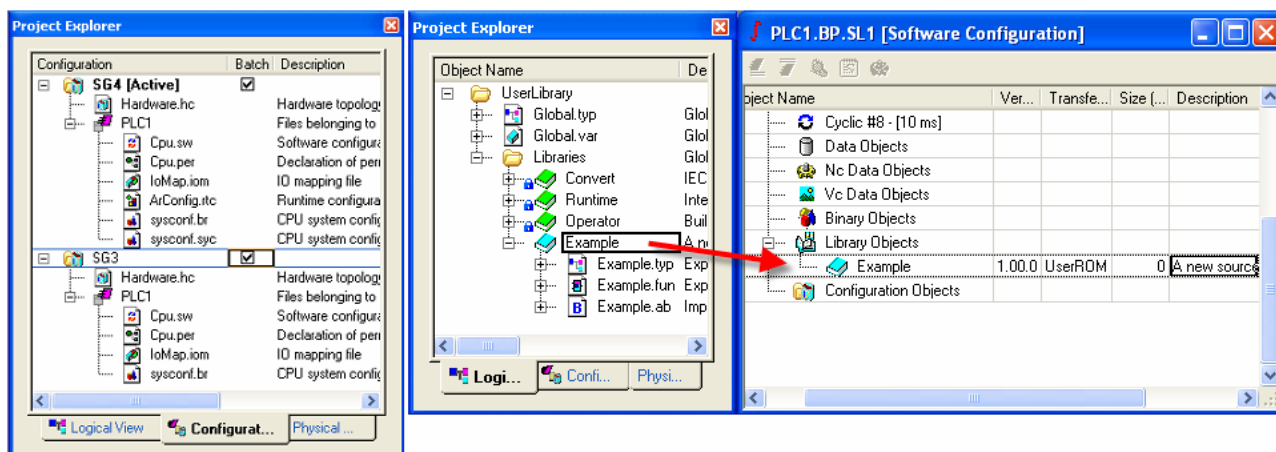 Project Explorer
Configuration Batch Description
SG4 [Active]
Hardware.hc Hardware topolog
PLC1 Files belonging to
Cpu.sw Software configura
Cpu.per Declaration of per
IoMap.iom IO mapping file
ArConfig.rtc Runtime configura
sysconf.br CPU system config
sysconf.syc CPU system config
SG3
Hardware.hc Hardware topolog
PLC1 Files belonging to
Cpu.sw Software configura
Cpu.per Declaration of per
IoMap.iom IO mapping file
sysconf.br CPU system config
Logical View Configurat... Physical ...
Project Explorer
Object Name De
UserLibrary
Global.typ Glol
Global.var Glol
Libraries Glol
Convert IEC
Runtime Inte
Operator Buil
Example A n
Example.typ Exp
Example.fun Exp
Example.ab Imp
Logi... Confi... Physi...
PLC1.BP.SL1 [Software Configuration]
oject Name Ver... Transfe... Size (... Description
Cyclic #8 - [10 ms]
Data Objects
Nc Data Objects
Vc Data Objects
Binary Objects
Library Objects
Example 1.00.0 UserROM 0 A new source
Configuration Objects